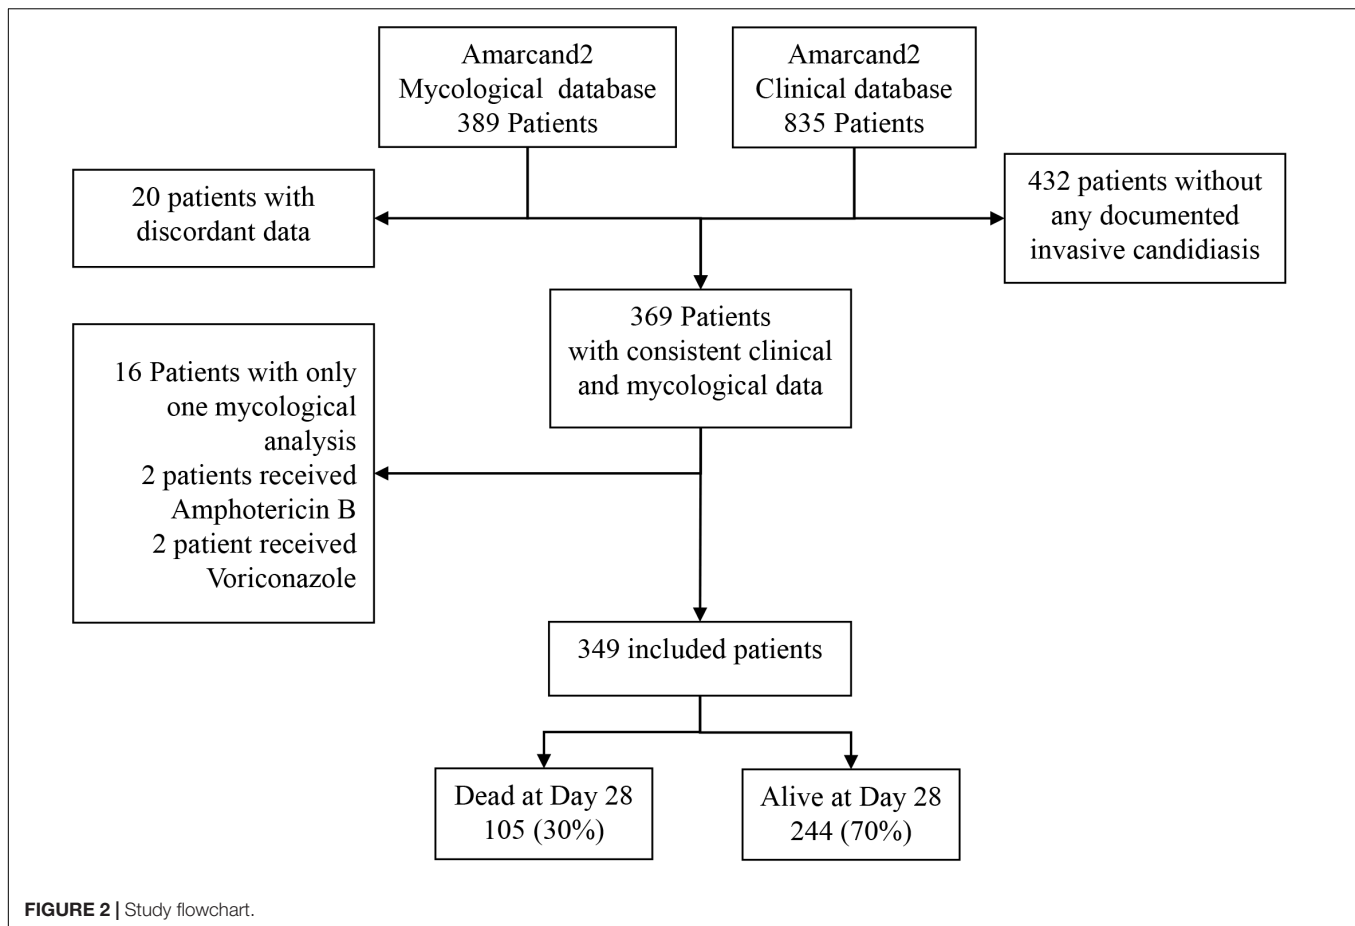 Amarcand2
Mycological database
389 Patients
Amarcand2
Clinical database
835 Patients
20 patients with
discordant data
432 patients without
any documented
invasive candidiasis
369 Patients
with consistent clinical
and mycological data
16 Patients with only
one mycological
analysis
2 patients received
Amphotericin B
2 patient received
Voriconazole
349 included patients
Dead at Day 28
105 (30%)
Alive at Day 28
244 (70%)
FIGURE 2 | Study flowchart.